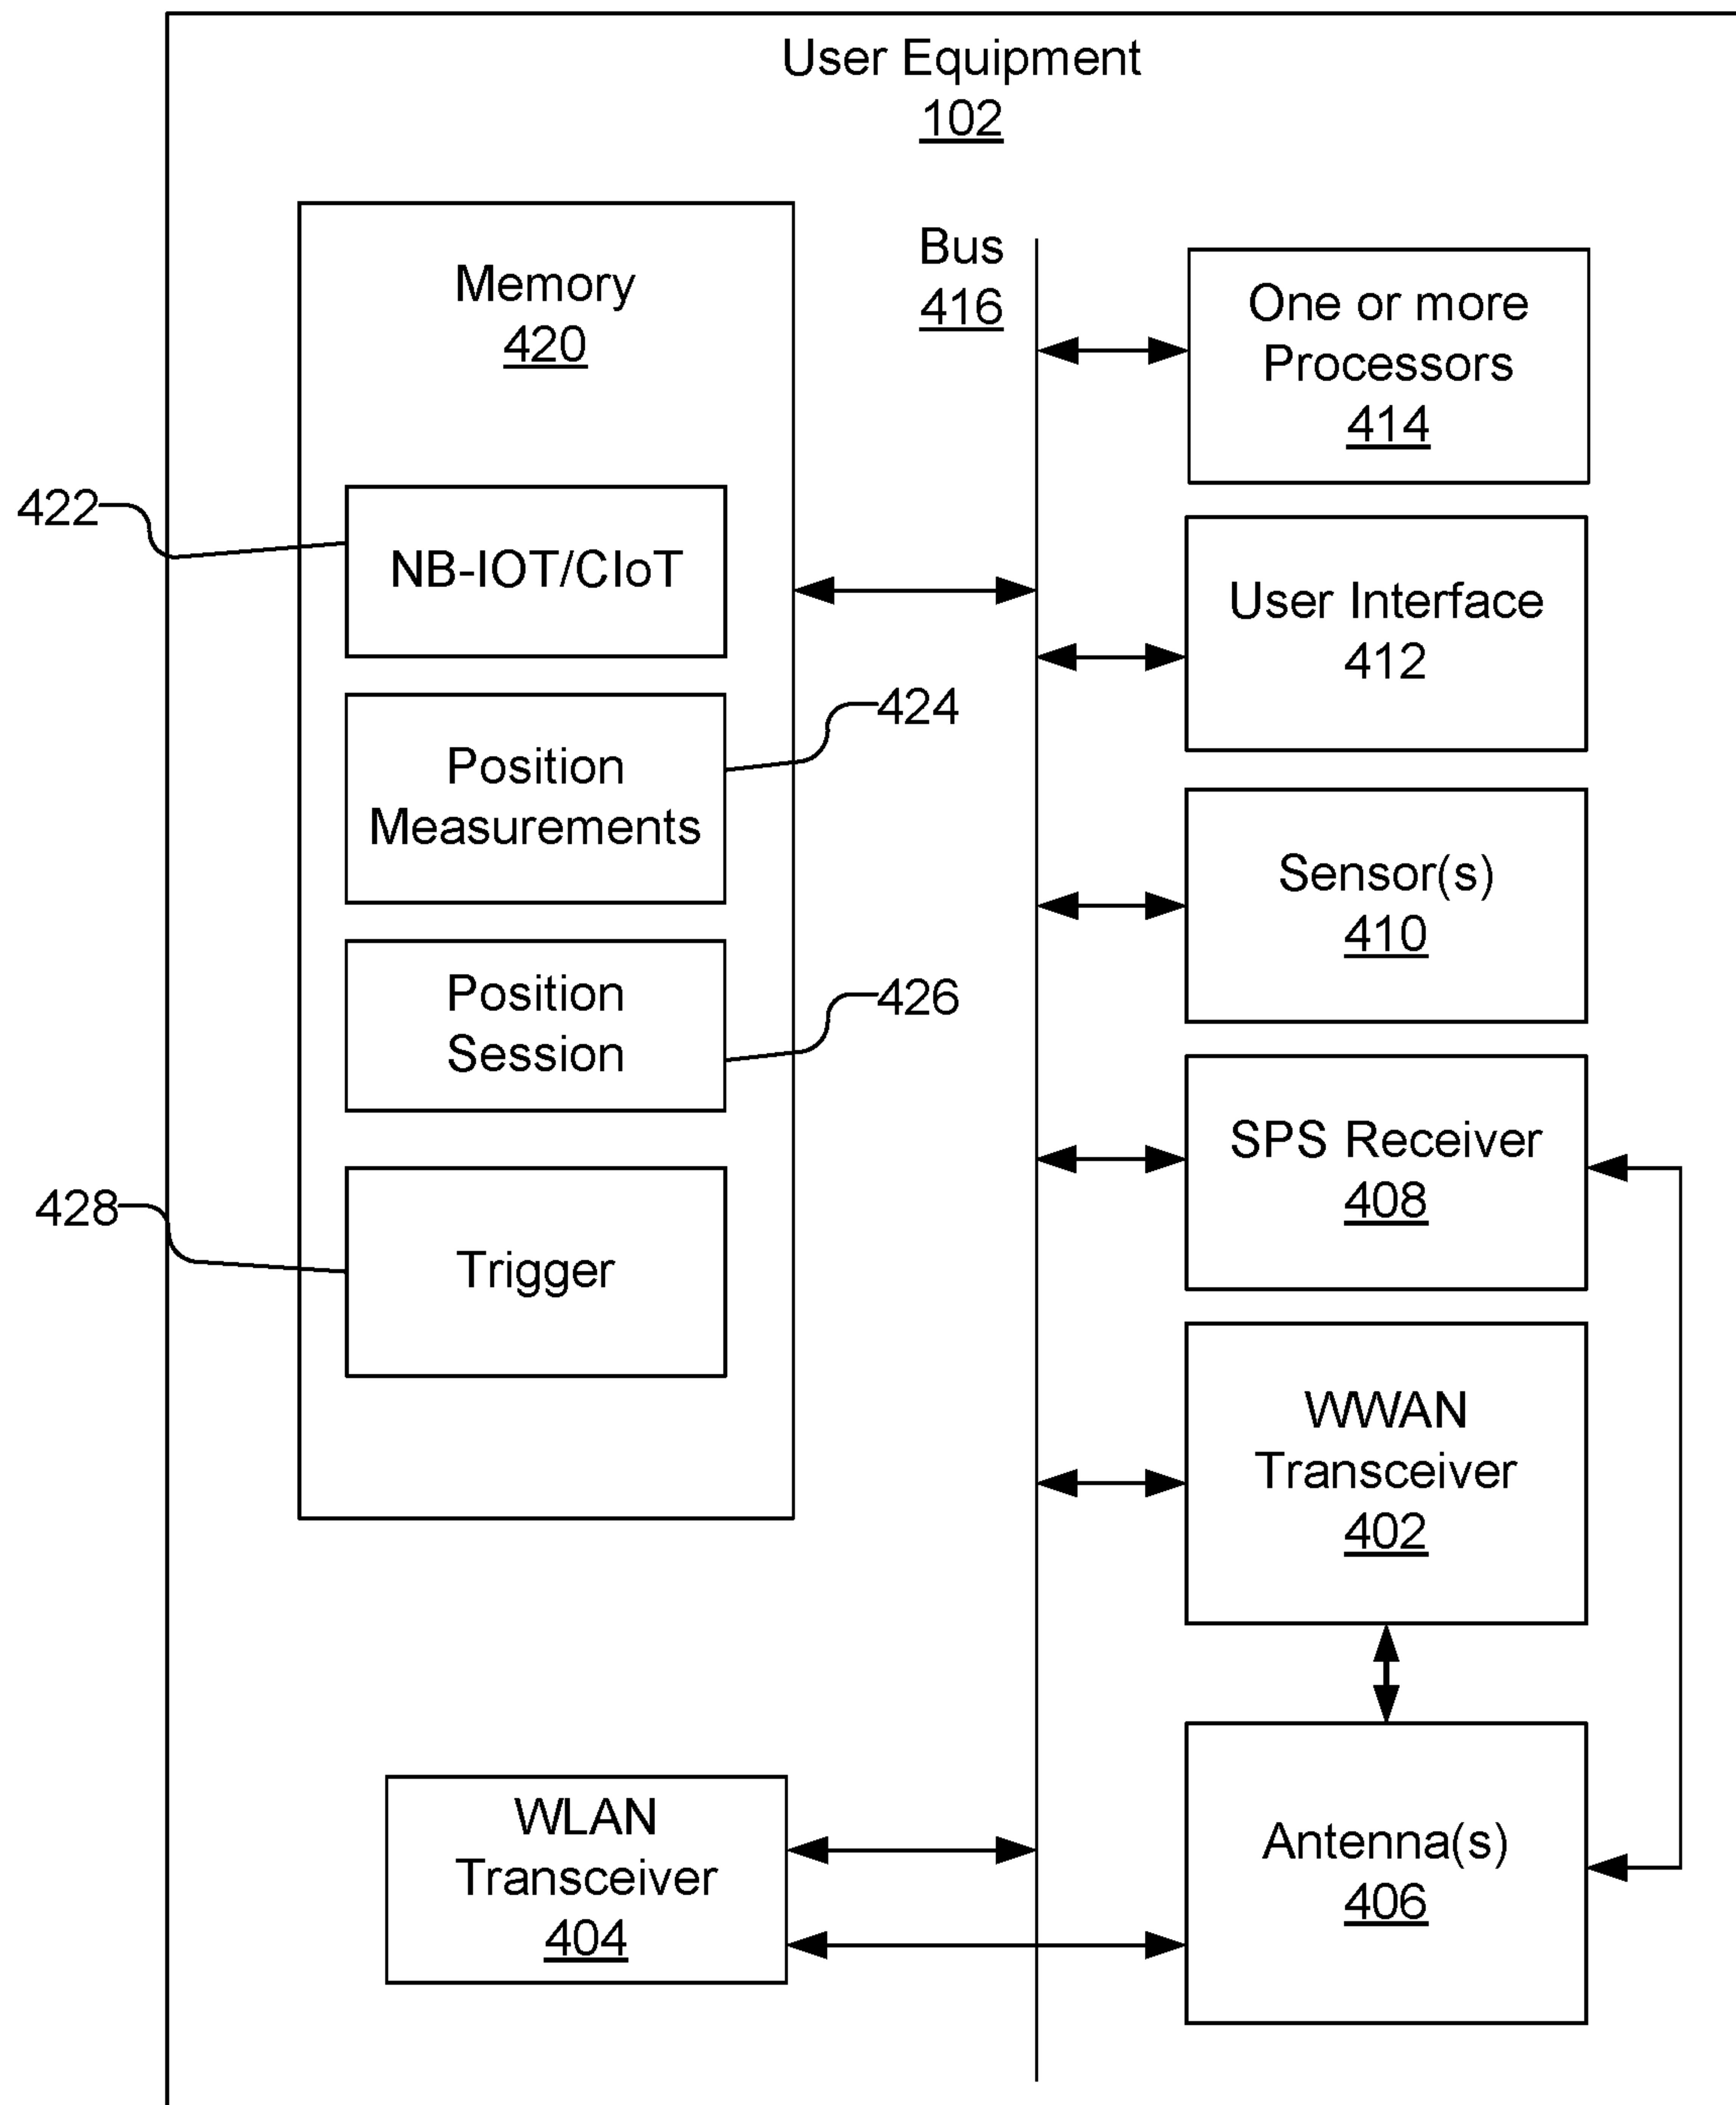 User Equipment
102
Memory
420
422
NB-IOT/CIoT
Position
Measurements
424
Position
Session
426
428
Trigger
Bus
416
One or more
Processors
414
User Interface
412
Sensor(s)
410
SPS Receiver
408
WWAN
Transceiver
402
WLAN
Transceiver
404
Antenna(s)
406